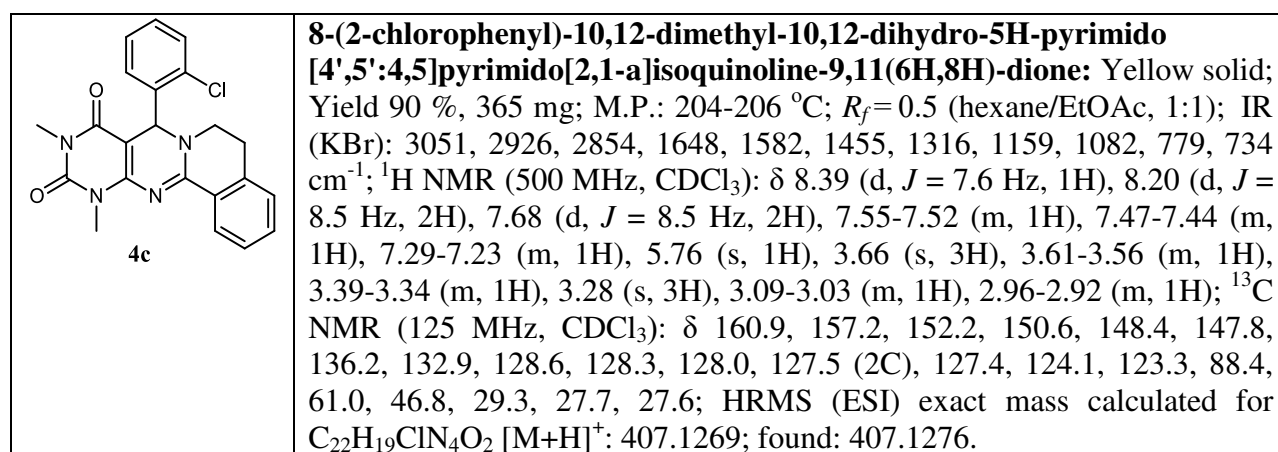 Cl
O
N
N
O
N
N
4c
8-(2-chlorophenyl)-10,12-dimethyl-10,12-dihydro-5H-pyrimido
[4',5':4,5]pyrimido[2,1-a]isoquinoline-9,11(6H,8H)-dione: Yellow solid;
Yield 90 %, 365 mg; M.P.: 204-206 °C; Rf = 0.5 (hexane/EtOAc, 1:1); IR
(KBr): 3051, 2926, 2854, 1648, 1582, 1455, 1316, 1159, 1082, 779, 734
cm⁻¹; ¹H NMR (500 MHz, CDCl₃): δ 8.39 (d, J = 7.6 Hz, 1H), 8.20 (d, J =
8.5 Hz, 2H), 7.68 (d, J = 8.5 Hz, 2H), 7.55-7.52 (m, 1H), 7.47-7.44 (m,
1H), 7.29-7.23 (m, 1H), 5.76 (s, 1H), 3.66 (s, 3H), 3.61-3.56 (m, 1H),
3.39-3.34 (m, 1H), 3.28 (s, 3H), 3.09-3.03 (m, 1H), 2.96-2.92 (m, 1H); ¹³C
NMR (125 MHz, CDCl₃): δ 160.9, 157.2, 152.2, 150.6, 148.4, 147.8,
136.2, 132.9, 128.6, 128.3, 128.0, 127.5 (2C), 127.4, 124.1, 123.3, 88.4,
61.0, 46.8, 29.3, 27.7, 27.6; HRMS (ESI) exact mass calculated for
C₂₂H₁₉ClN₄O₂ [M+H]⁺: 407.1269; found: 407.1276.